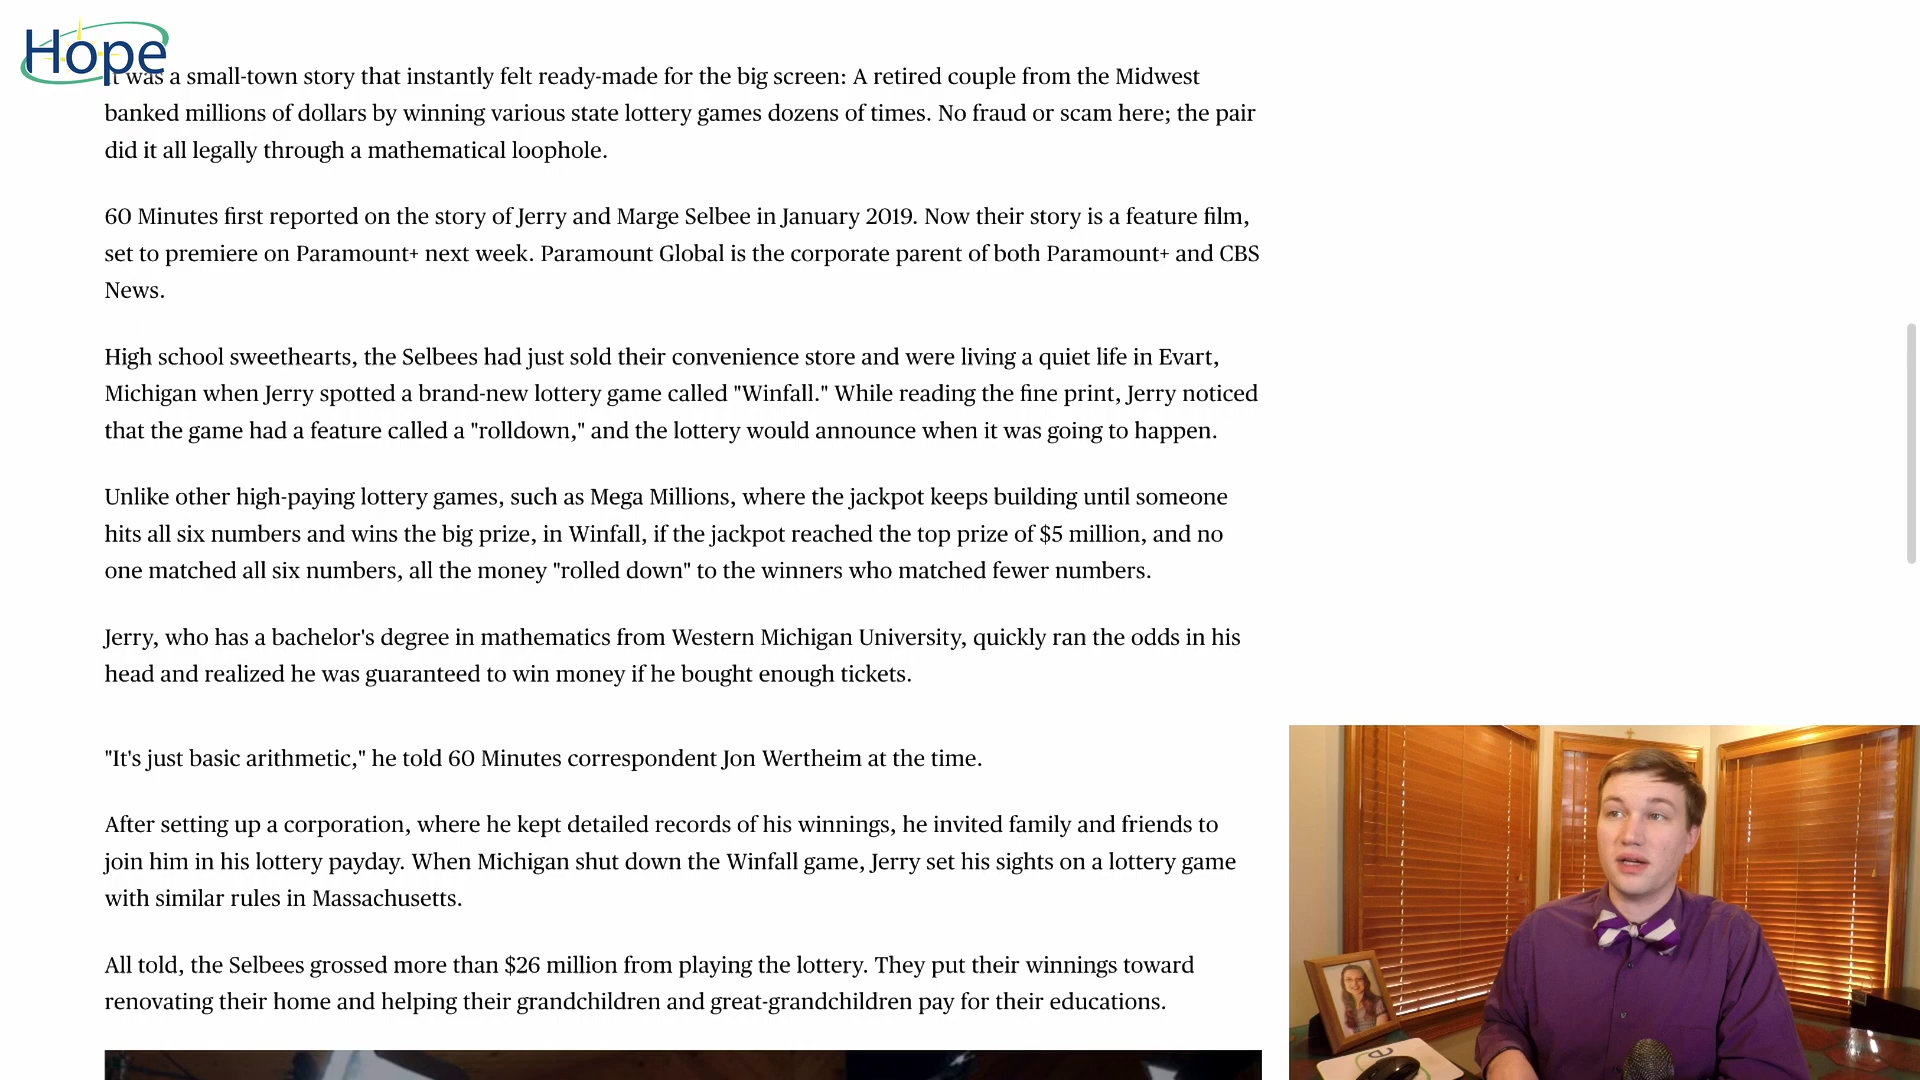 Hope
It was a small-town story that instantly felt ready-made for the big screen: A retired couple from the Midwest
banked millions of dollars by winning various state lottery games dozens of times. No fraud or scam here; the pair
did it all legally through a mathematical loophole.
60 Minutes first reported on the story of Jerry and Marge Selbee in January 2019. Now their story is a feature film,
set to premiere on Paramount+ next week. Paramount Global is the corporate parent of both Paramount+ and CBS
News.
High school sweethearts, the Selbees had just sold their convenience store and were living a quiet life in Evart,
Michigan when Jerry spotted a brand-new lottery game called "Winfall." While reading the fine print, Jerry noticed
that the game had a feature called a "rolldown," and the lottery would announce when it was going to happen.
Unlike other high-paying lottery games, such as Mega Millions, where the jackpot keeps building until someone
hits all six numbers and wins the big prize, in Winfall, if the jackpot reached the top prize of $5 million, and no
one matched all six numbers, all the money "rolled down" to the winners who matched fewer numbers.
Jerry, who has a bachelor's degree in mathematics from Western Michigan University, quickly ran the odds in his
head and realized he was guaranteed to win money if he bought enough tickets.
"It's just basic arithmetic," he told 60 Minutes correspondent Jon Wertheim at the time.
After setting up a corporation, where he kept detailed records of his winnings, he invited family and friends to
join him in his lottery payday. When Michigan shut down the Winfall game, Jerry set his sights on a lottery game
with similar rules in Massachusetts.
All told, the Selbees grossed more than $26 million from playing the lottery. They put their winnings toward
renovating their home and helping their grandchildren and great-grandchildren pay for their educations.